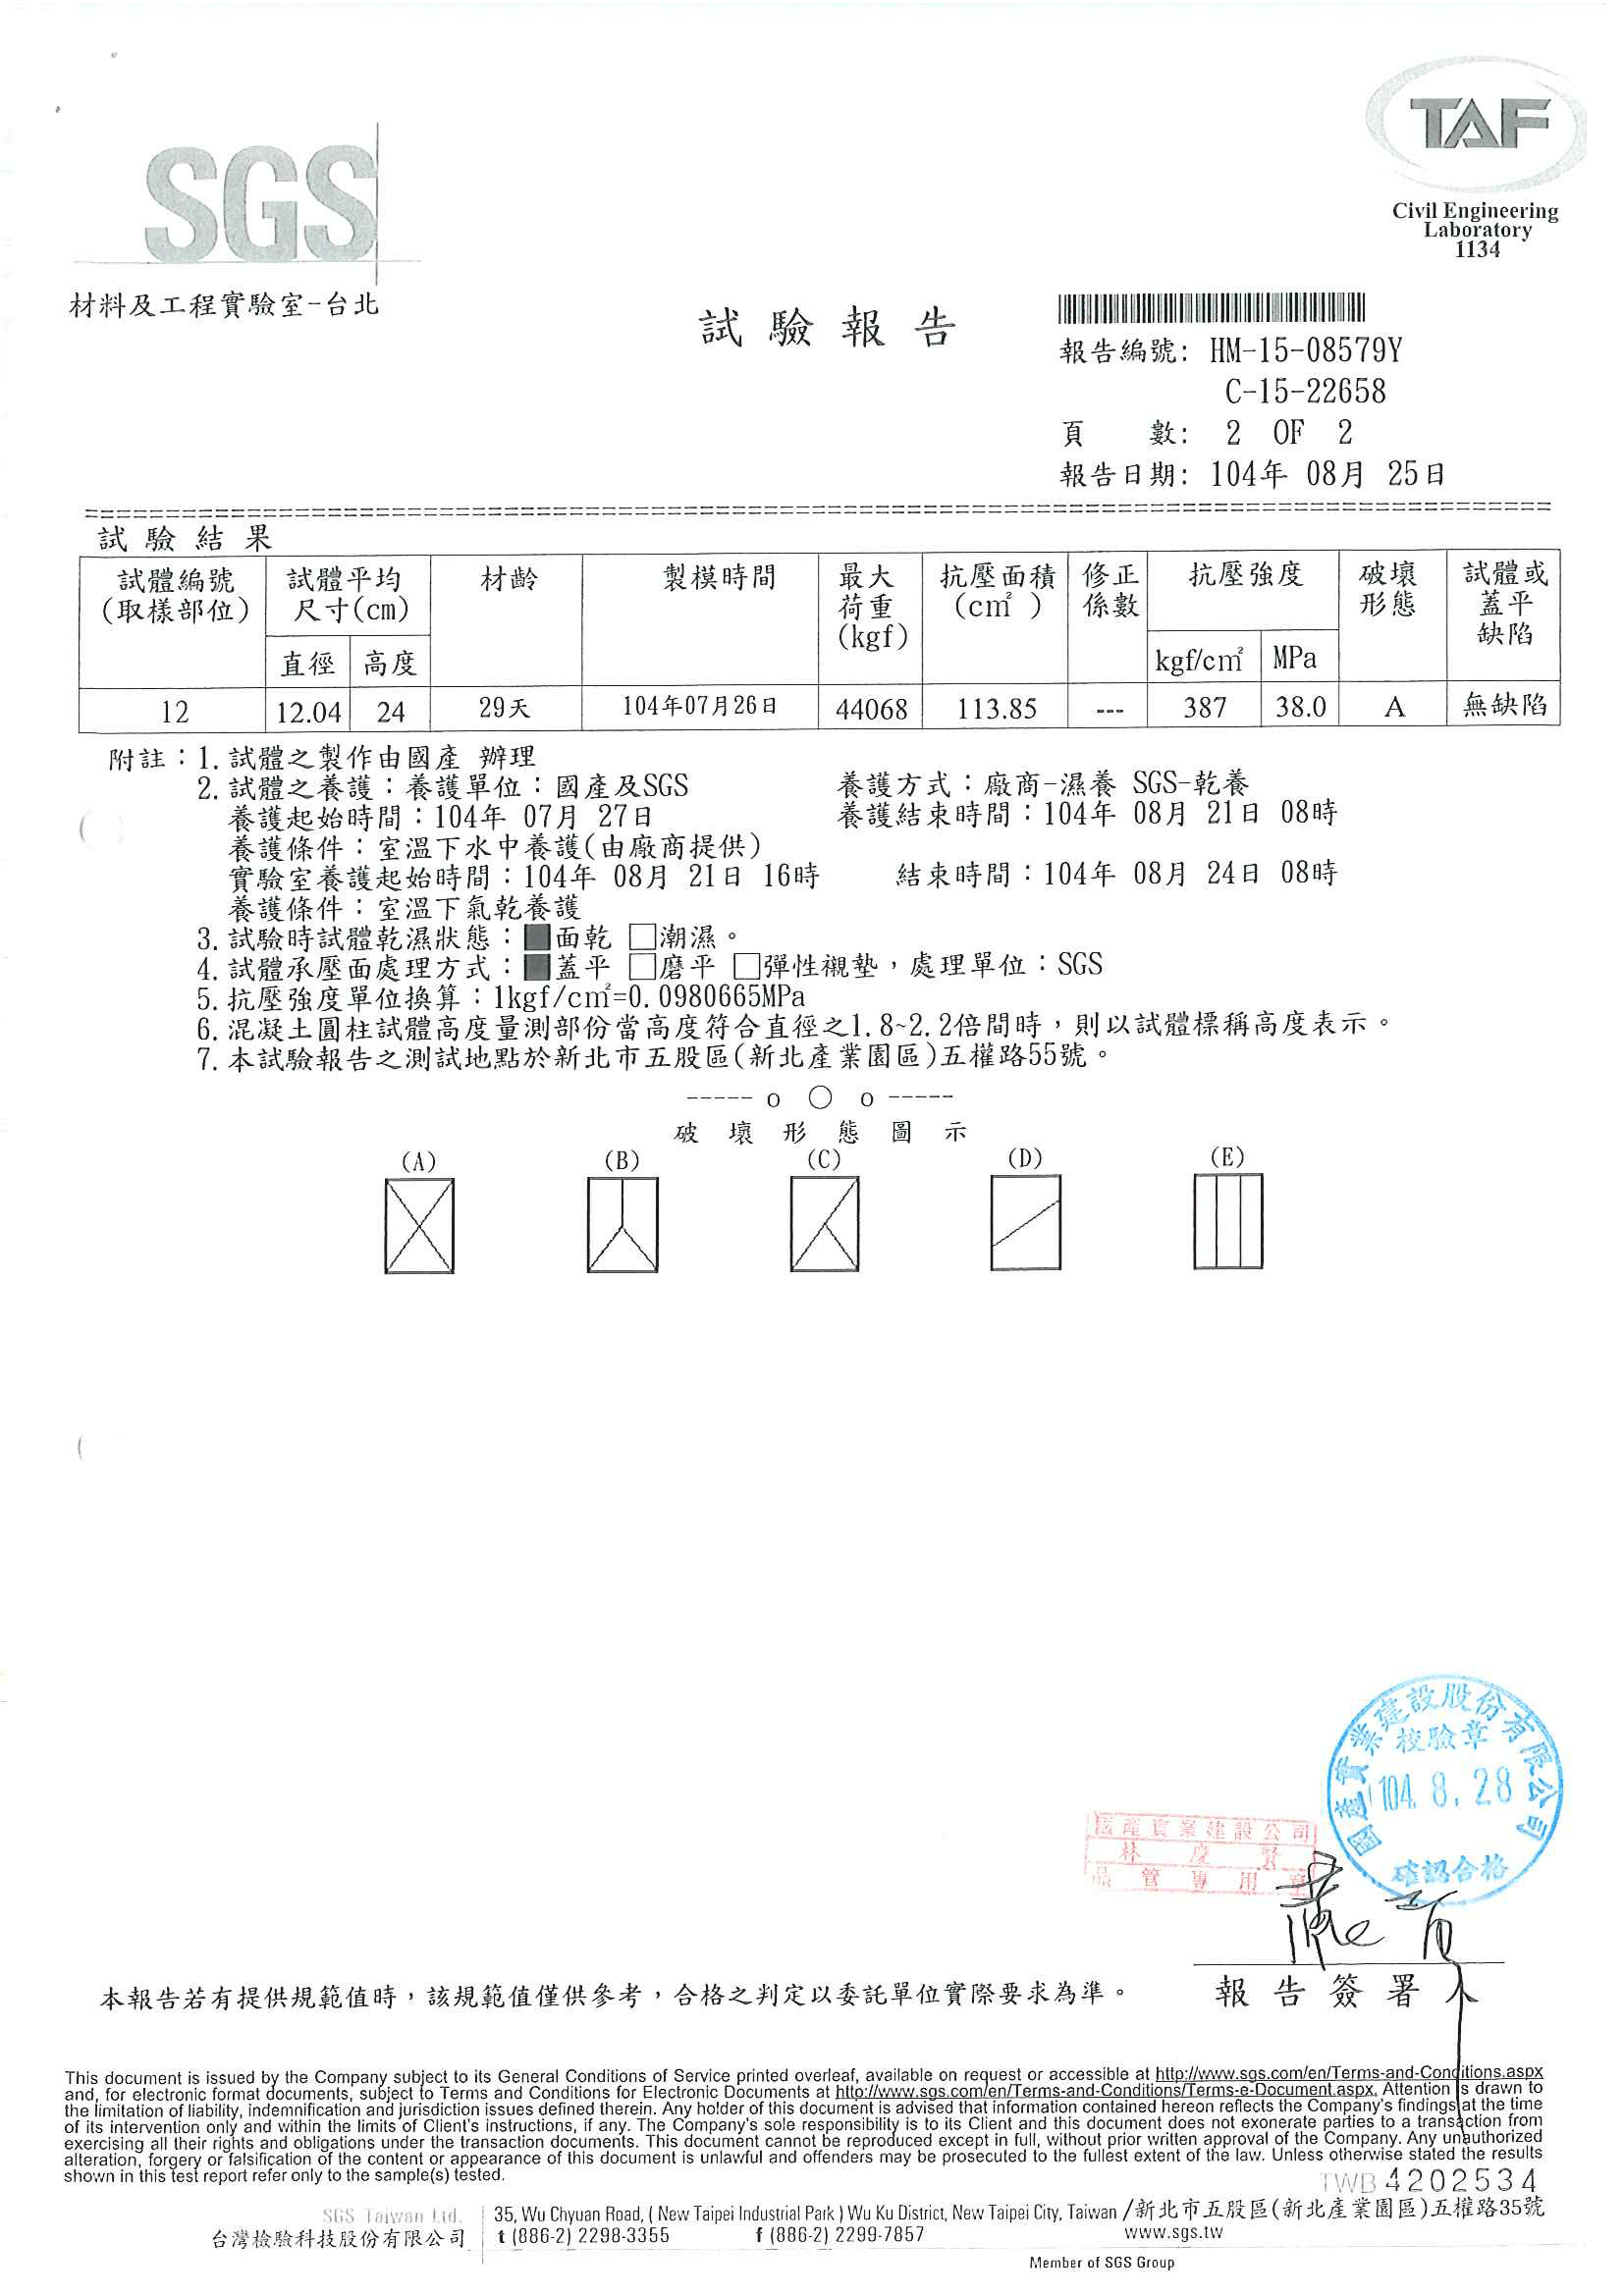 TAF
Civil Engineering
Laboratory
1134
SGS
材料及工程實驗室-台北
試驗報告
報告編號: HM-15-08579Y
C-15-22658
頁 數: 2 OF 2
報告日期: 104年 08月 25日
試驗結果
試體編號 試體平均 材齡 製模時間 最大 抗壓面積 修正 抗壓強度 破壞 試體或
(取樣部位) 尺寸(cm) 荷重 (cm²) 係數 形態 蓋平
(kgf) 缺陷
直徑 高度 kgf/cm² MPa
12 12.04 24 29天 104年07月26日 44068 113.85 --- 387 38.0 A 無缺陷
附註：1.試體之製作由國產 辦理
2.試體之養護：養護單位：國產及SGS 養護方式：廠商-濕養 SGS-乾養
養護起始時間：104年 07月 27日 養護結束時間：104年 08月 21日 08時
養護條件：室溫下水中養護(由廠商提供)
實驗室養護起始時間：104年 08月 21日 16時 結束時間：104年 08月 24日 08時
養護條件：室溫下氣乾養護
3.試驗時試體乾濕狀態：■面乾 □潮濕。
4.試體承壓面處理方式：■蓋平 □磨平 □彈性襯墊，處理單位：SGS
5.抗壓強度單位換算：1kgf/cm²=0.0980665MPa
6.混凝土圓柱試體高度量測部份當高度符合直徑之1.8~2.2倍間時，則以試體標稱高度表示。
7.本試驗報告之測試地點於新北市五股區(新北產業園區)五權路55號。
----- o ○ o -----
破壞形態圖示
(A) (B) (C) (D) (E)
國產實業建設股份有限公司
校驗章
104. 8. 28
確認合格
國產實業建設公司
林慶賢
品管專用章
本報告若有提供規範值時，該規範值僅供參考，合格之判定以委託單位實際要求為準。
報告簽署人
This document is issued by the Company subject to its General Conditions of Service printed overleaf, available on request or accessible at http://www.sgs.com/en/Terms-and-Conditions.aspx
and, for electronic format documents, subject to Terms and Conditions for Electronic Documents at http://www.sgs.com/en/Terms-and-Conditions/Terms-e-Document.aspx. Attention is drawn to
the limitation of liability, indemnification and jurisdiction issues defined therein. Any holder of this document is advised that information contained hereon reflects the Company's findings at the time
of its intervention only and within the limits of Client's instructions, if any. The Company's sole responsibility is to its Client and this document does not exonerate parties to a transaction from
exercising all their rights and obligations under the transaction documents. This document cannot be reproduced except in full, without prior written approval of the Company. Any unauthorized
alteration, forgery or falsification of the content or appearance of this document is unlawful and offenders may be prosecuted to the fullest extent of the law. Unless otherwise stated the results
shown in this test report refer only to the sample(s) tested.
TWB 4202534
SGS Taiwan Ltd. 35, Wu Chyuan Road, (New Taipei Industrial Park) Wu Ku District, New Taipei City, Taiwan /新北市五股區(新北產業園區)五權路35號
台灣檢驗科技股份有限公司 t (886-2) 2298-3355 f (886-2) 2299-7857 www.sgs.tw
Member of SGS Group